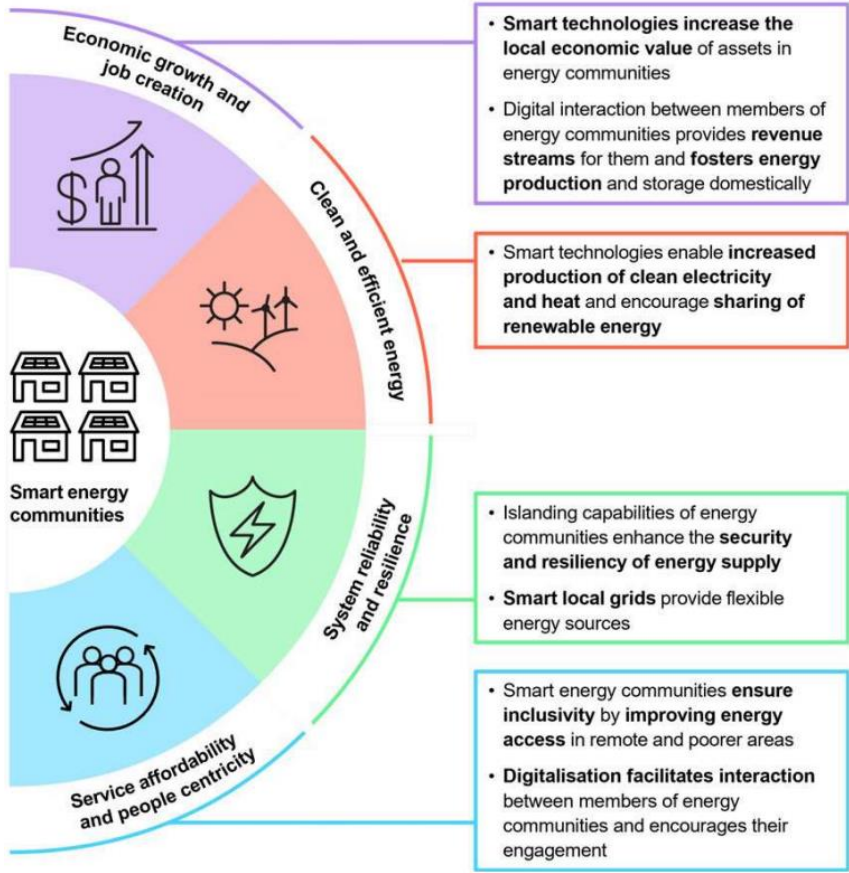 Economic growth and
job creation
• Smart technologies increase the
local economic value of assets in
energy communities
• Digital interaction between members of
energy communities provides revenue
streams for them and fosters energy
production and storage domestically
$
Clean and efficient energy
• Smart technologies enable increased
production of clean electricity
and heat and encourage sharing of
renewable energy
Smart energy
communities
System reliability
and resilience
• Islanding capabilities of energy
communities enhance the security
and resiliency of energy supply
• Smart local grids provide flexible
energy sources
Service affordability
and people centricity
• Smart energy communities ensure
inclusivity by improving energy
access in remote and poorer areas
• Digitalisation facilitates interaction
between members of energy
communities and encourages their
engagement